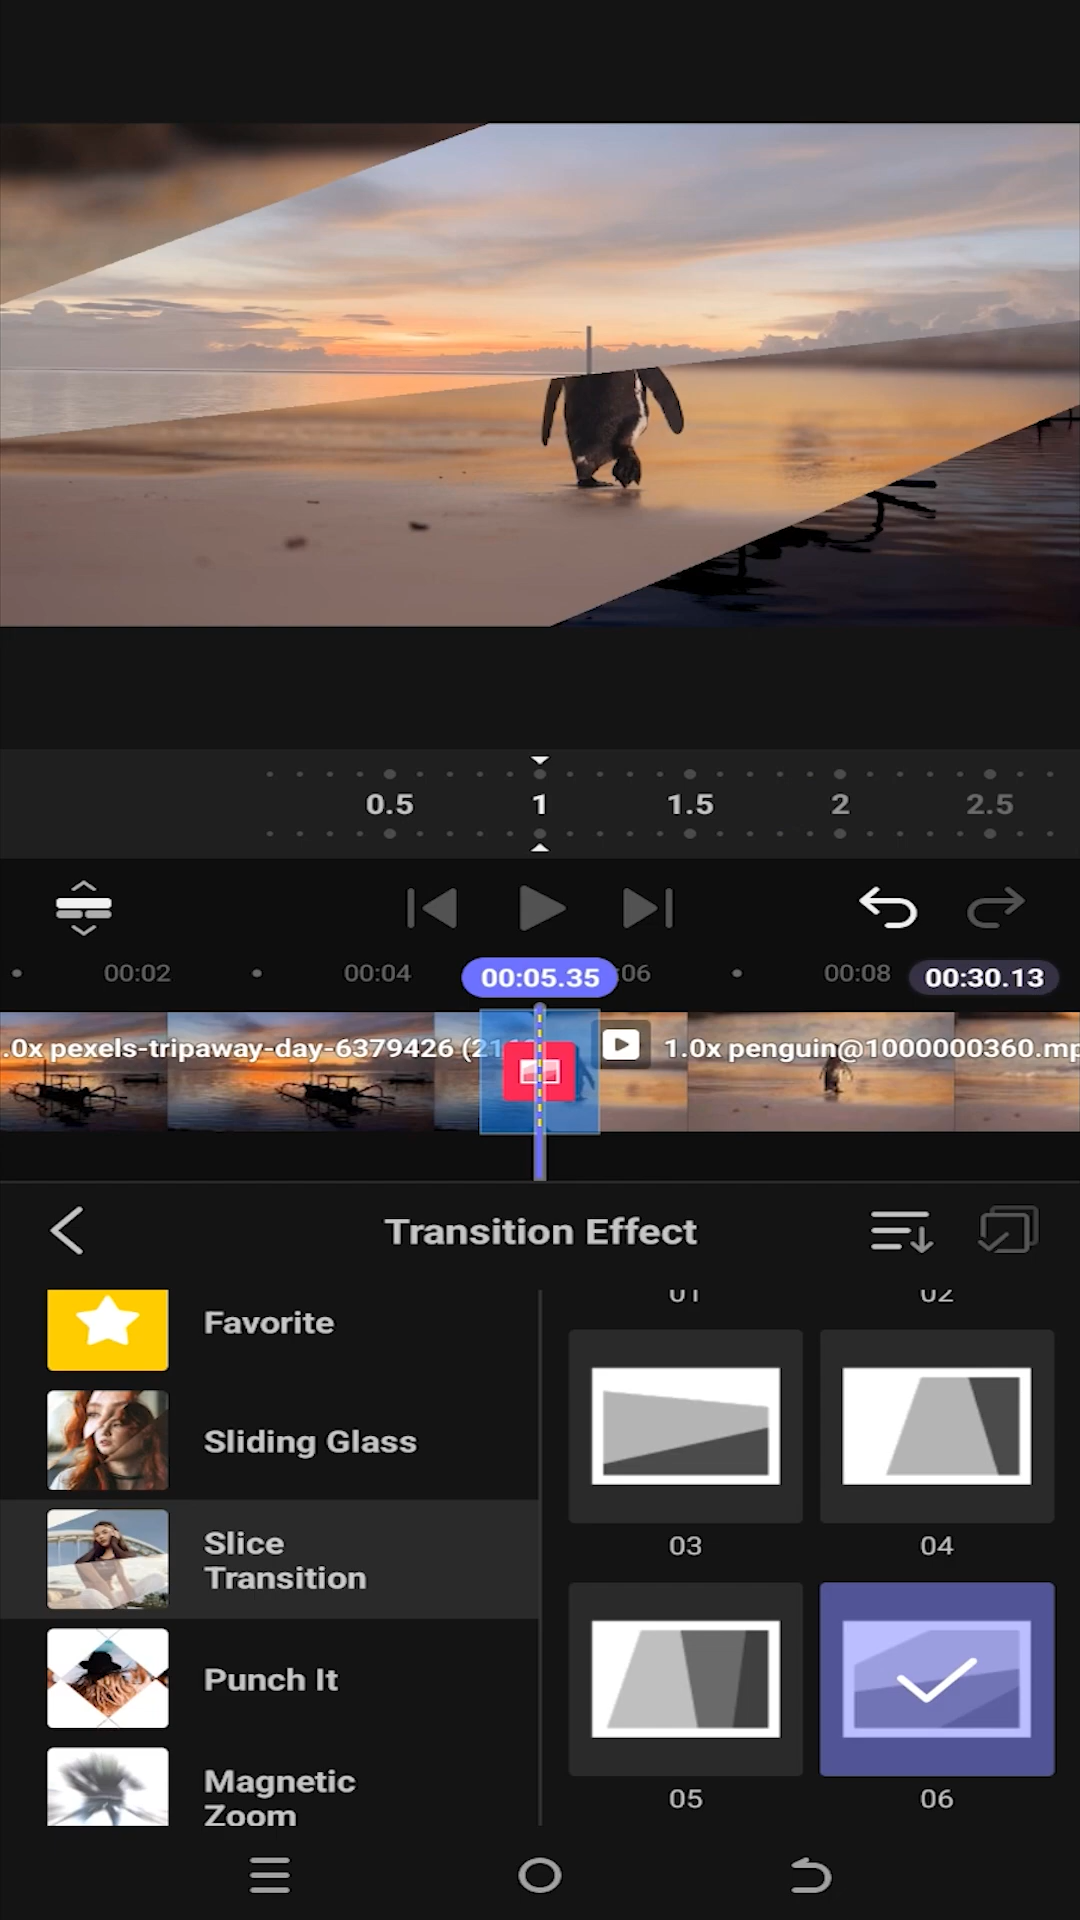 0.5 1 1.5 2 2.5
00:02 00:04 00:05.35 :06 00:08 00:30.13
.0x pexels-tripaway-day-6379426 (21
1.0x penguin@1000000360.mp
Transition Effect
Favorite
01 02
Sliding Glass
03 04
Slice
Transition
Punch It
Magnetic
Zoom
05 06